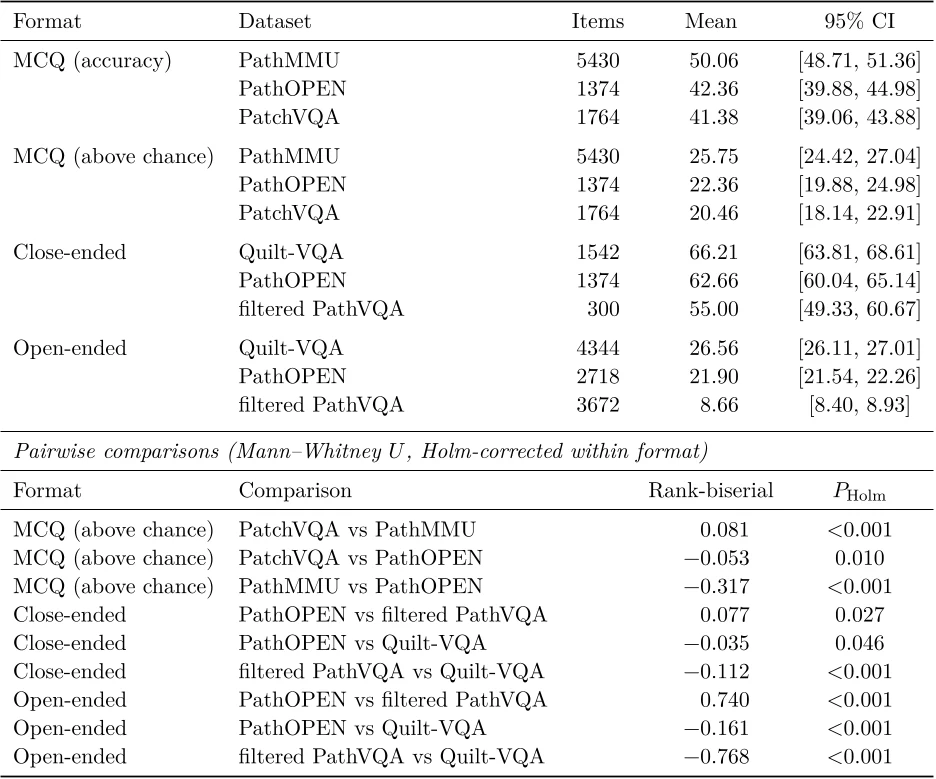 Format Dataset Items Mean 95% CI
MCQ (accuracy) PathMMU 5430 50.06 [48.71, 51.36]
PathOPEN 1374 42.36 [39.88, 44.98]
PatchVQA 1764 41.38 [39.06, 43.88]
MCQ (above chance) PathMMU 5430 25.75 [24.42, 27.04]
PathOPEN 1374 22.36 [19.88, 24.98]
PatchVQA 1764 20.46 [18.14, 22.91]
Close-ended Quilt-VQA 1542 66.21 [63.81, 68.61]
PathOPEN 1374 62.66 [60.04, 65.14]
filtered PathVQA 300 55.00 [49.33, 60.67]
Open-ended Quilt-VQA 4344 26.56 [26.11, 27.01]
PathOPEN 2718 21.90 [21.54, 22.26]
filtered PathVQA 3672 8.66 [8.40, 8.93]
Pairwise comparisons (Mann–Whitney U, Holm-corrected within format)
Format Comparison Rank-biserial P_Holm
MCQ (above chance) PatchVQA vs PathMMU 0.081 <0.001
MCQ (above chance) PatchVQA vs PathOPEN −0.053 0.010
MCQ (above chance) PathMMU vs PathOPEN −0.317 <0.001
Close-ended PathOPEN vs filtered PathVQA 0.077 0.027
Close-ended PathOPEN vs Quilt-VQA −0.035 0.046
Close-ended filtered PathVQA vs Quilt-VQA −0.112 <0.001
Open-ended PathOPEN vs filtered PathVQA 0.740 <0.001
Open-ended PathOPEN vs Quilt-VQA −0.161 <0.001
Open-ended filtered PathVQA vs Quilt-VQA −0.768 <0.001